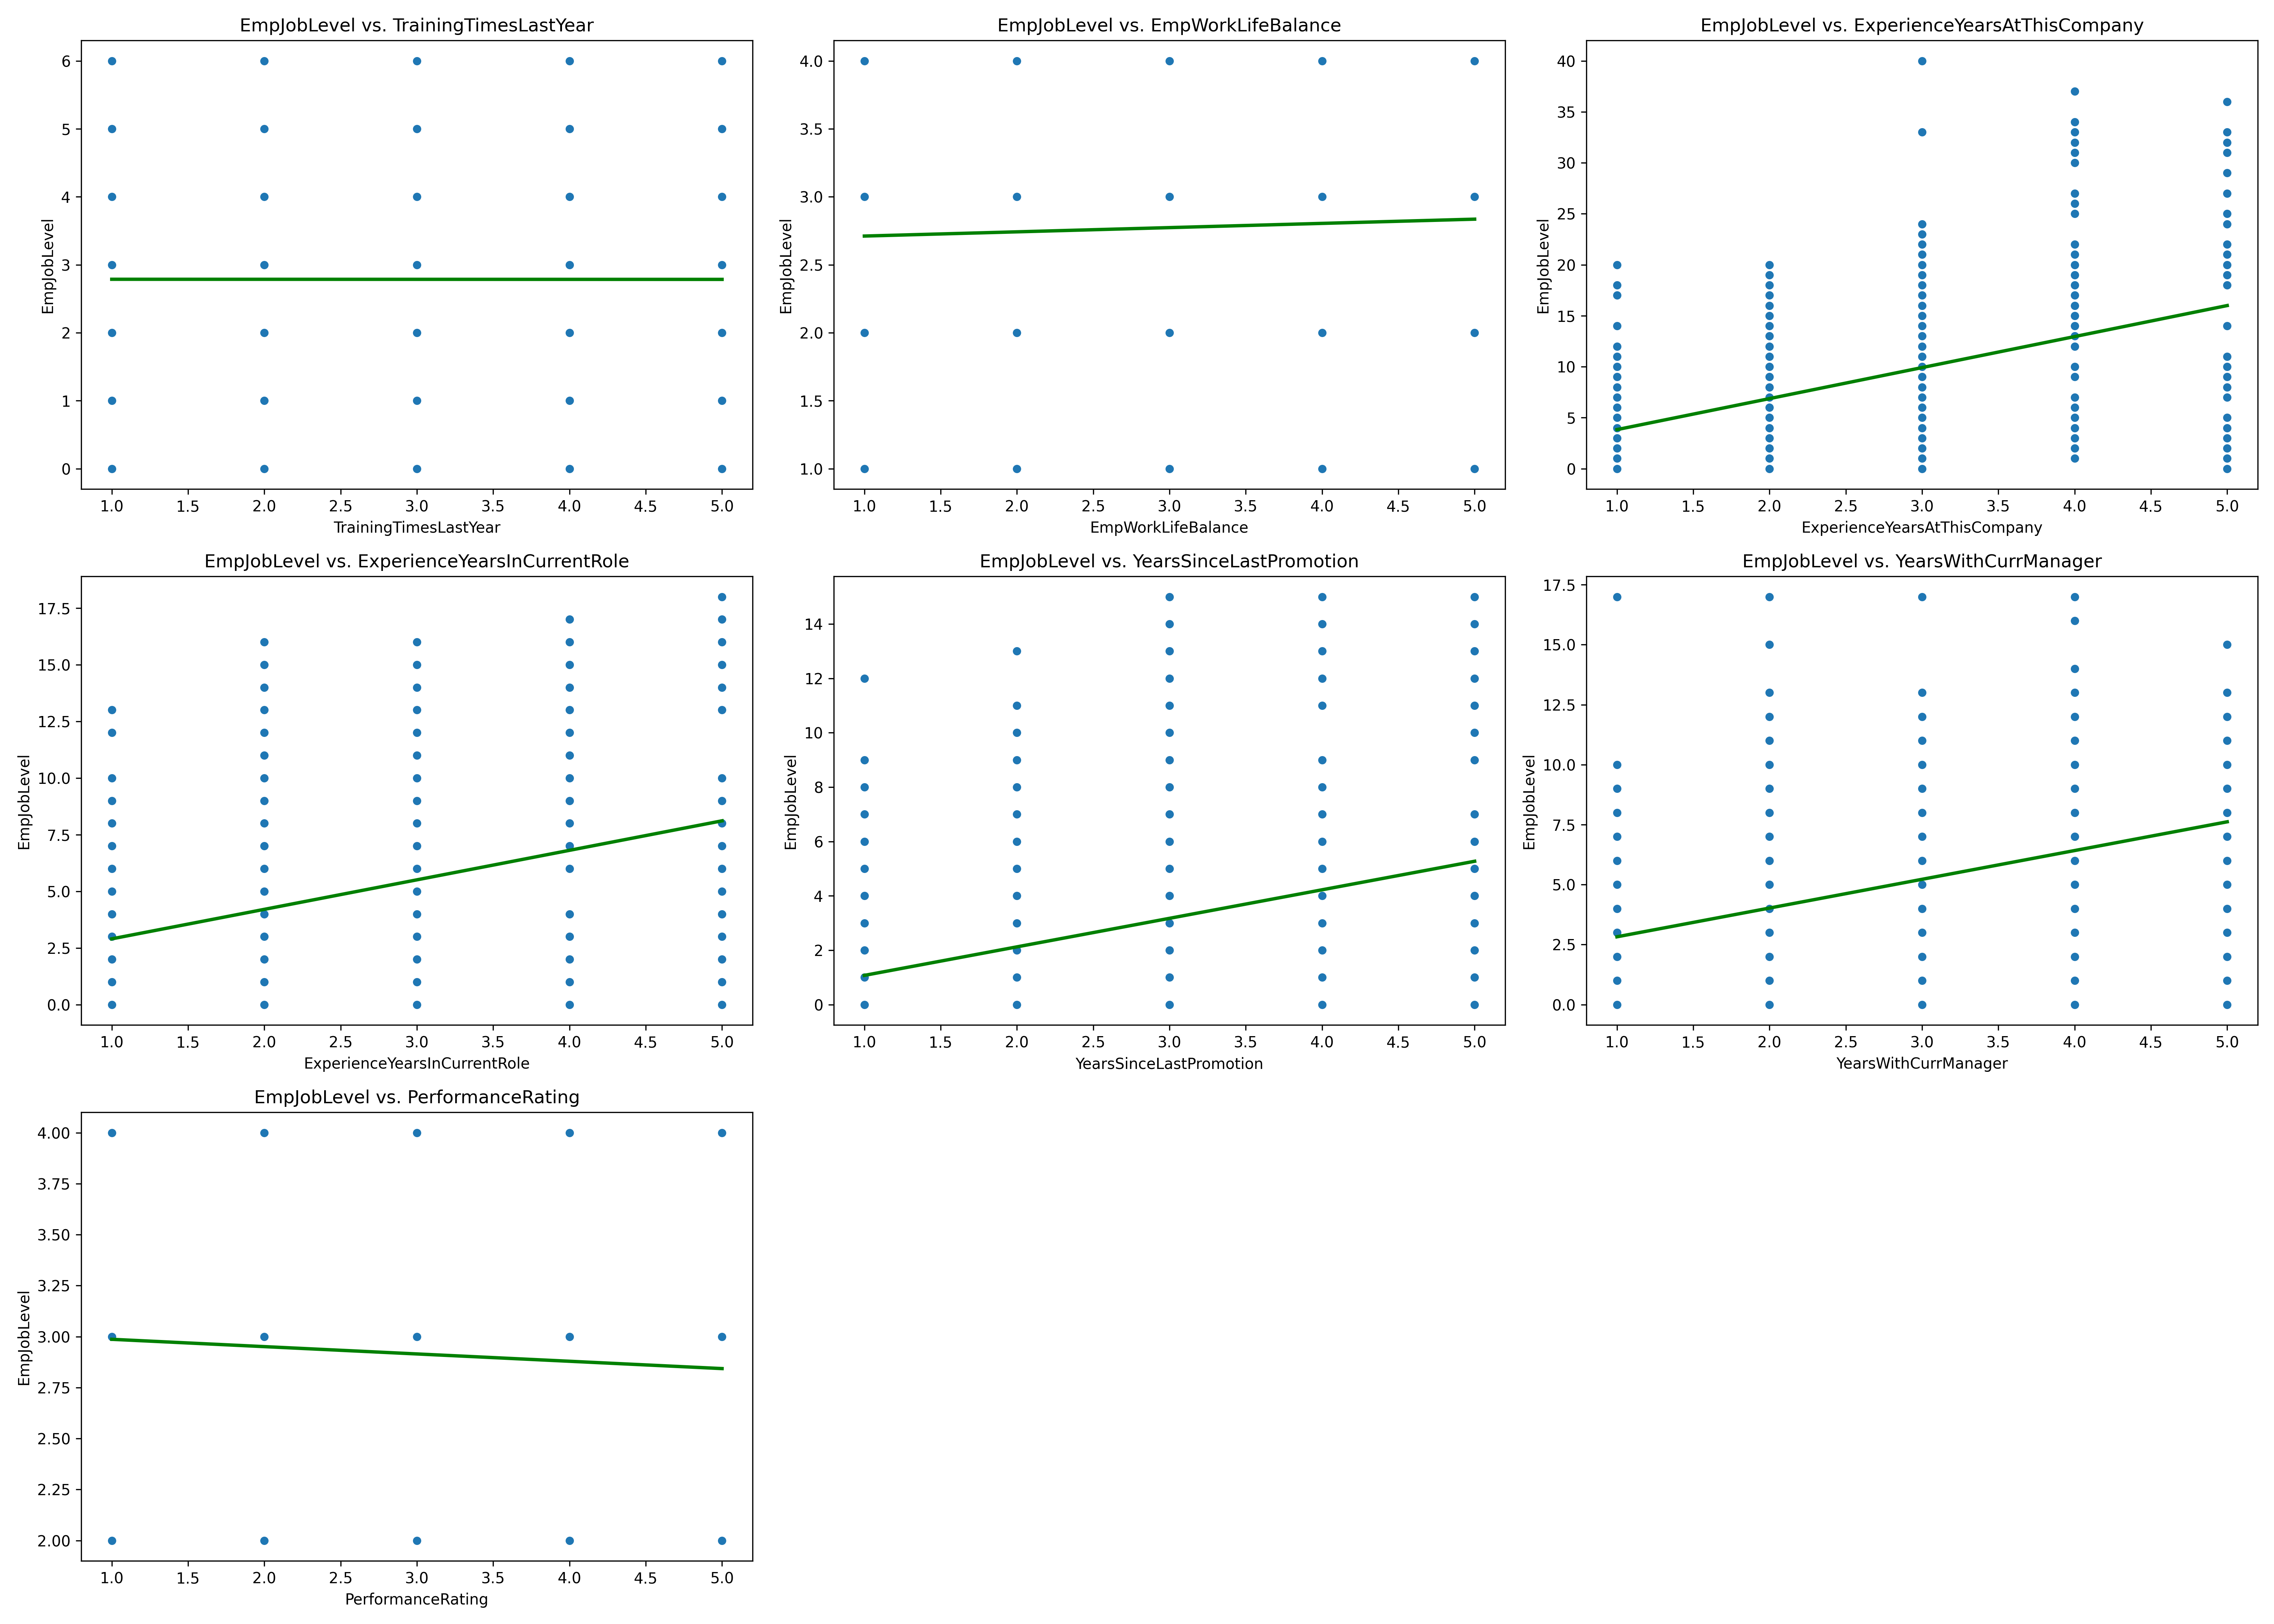 EmpJobLevel vs. TrainingTimesLastYear
6
5
4
3
2
1
0
EmpJobLevel
1.0 1.5 2.0 2.5 3.0 3.5 4.0 4.5 5.0
TrainingTimesLastYear
EmpJobLevel vs. EmpWorkLifeBalance
4.0
3.5
3.0
2.5
2.0
1.5
1.0
EmpJobLevel
1.0 1.5 2.0 2.5 3.0 3.5 4.0 4.5 5.0
EmpWorkLifeBalance
EmpJobLevel vs. ExperienceYearsAtThisCompany
40
35
30
25
20
15
10
5
0
EmpJobLevel
1.0 1.5 2.0 2.5 3.0 3.5 4.0 4.5 5.0
ExperienceYearsAtThisCompany
EmpJobLevel vs. ExperienceYearsInCurrentRole
17.5
15.0
12.5
10.0
7.5
5.0
2.5
0.0
EmpJobLevel
1.0 1.5 2.0 2.5 3.0 3.5 4.0 4.5 5.0
ExperienceYearsInCurrentRole
EmpJobLevel vs. YearsSinceLastPromotion
14
12
10
8
6
4
2
0
EmpJobLevel
1.0 1.5 2.0 2.5 3.0 3.5 4.0 4.5 5.0
YearsSinceLastPromotion
EmpJobLevel vs. YearsWithCurrManager
17.5
15.0
12.5
10.0
7.5
5.0
2.5
0.0
EmpJobLevel
1.0 1.5 2.0 2.5 3.0 3.5 4.0 4.5 5.0
YearsWithCurrManager
EmpJobLevel vs. PerformanceRating
4.00
3.75
3.50
3.25
3.00
2.75
2.50
2.25
2.00
EmpJobLevel
1.0 1.5 2.0 2.5 3.0 3.5 4.0 4.5 5.0
PerformanceRating